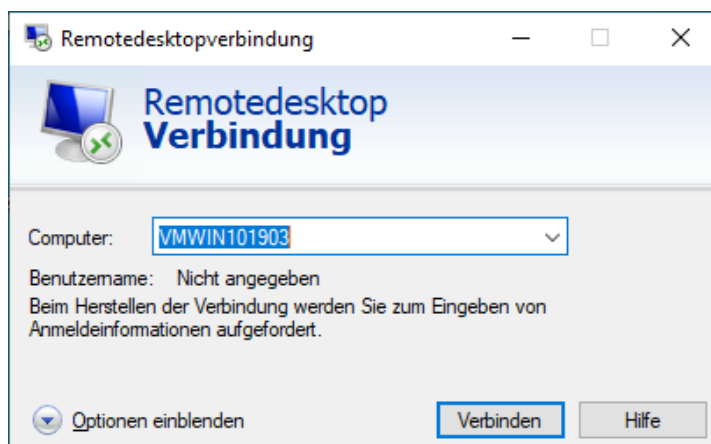 Remotedesktopverbindung
Remotedesktop
Verbindung
Computer: VMWIN101903
Benutzername: Nicht angegeben
Beim Herstellen der Verbindung werden Sie zum Eingeben von
Anmeldeinformationen aufgefordert.
Optionen einblenden Verbinden Hilfe